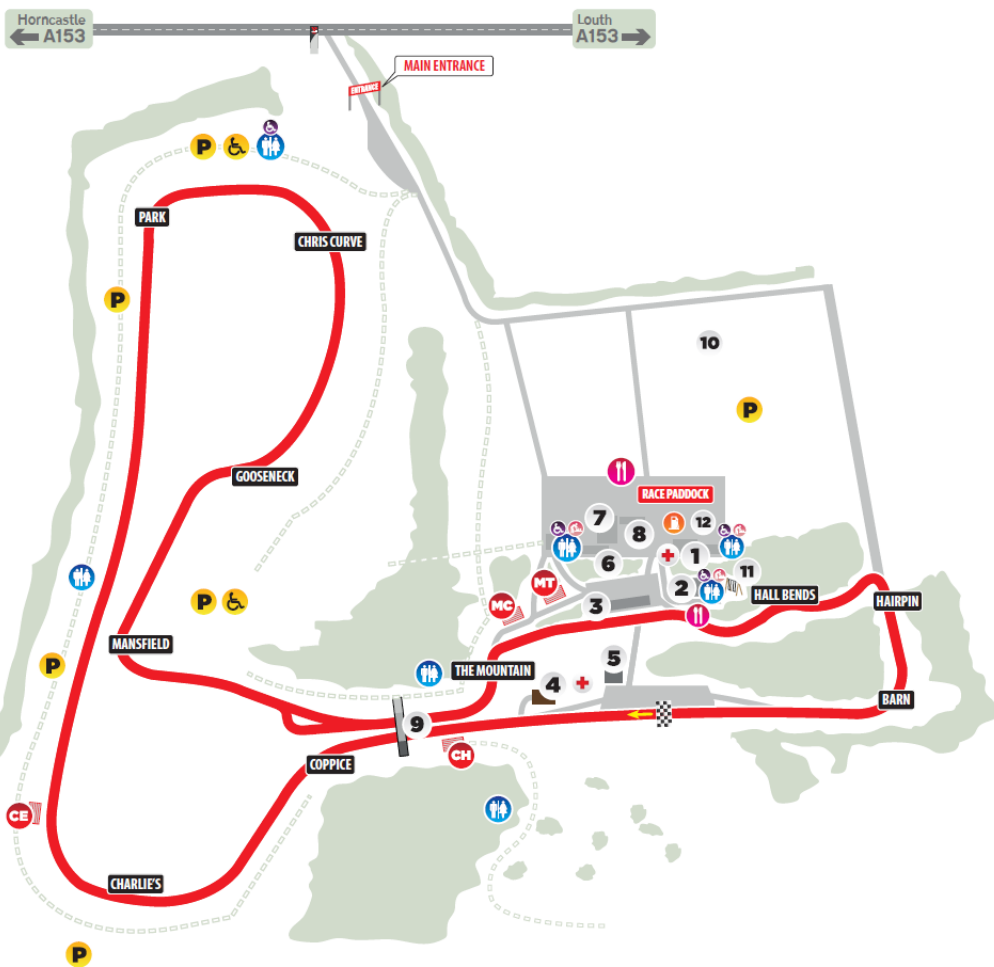 Horncastle
A153
Louth
A153
MAIN ENTRANCE
ENTRANCE
P
PARK
CHRIS CURVE
P
10
P
GOOSENECK
RACE PADDOCK
7
8
12
6
1
11
2
MT
MC
3
HALL BENDS
HAIRPIN
P
MANSFIELD
P
THE MOUNTAIN
5
4
BARN
9
CH
COPPICE
CE
CHARLIE'S
P